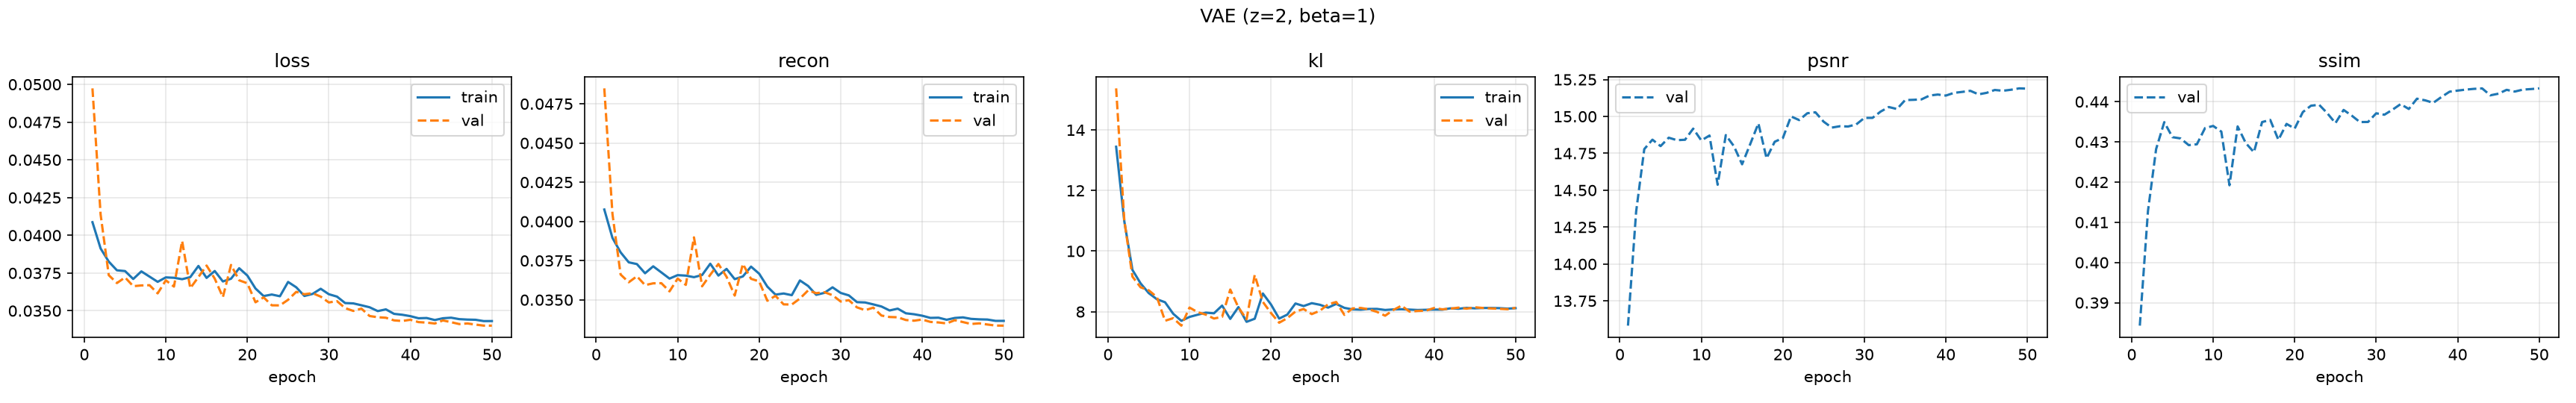 VAE (z=2, beta=1)
loss
0.0500
0.0475
0.0450
0.0425
0.0400
0.0375
0.0350
train
val
0 10 20 30 40 50
epoch
recon
0.0475
0.0450
0.0425
0.0400
0.0375
0.0350
train
val
0 10 20 30 40 50
epoch
kl
14
12
10
8
train
val
0 10 20 30 40 50
epoch
psnr
15.25
15.00
14.75
14.50
14.25
14.00
13.75
val
0 10 20 30 40 50
epoch
ssim
0.44
0.43
0.42
0.41
0.40
0.39
val
0 10 20 30 40 50
epoch